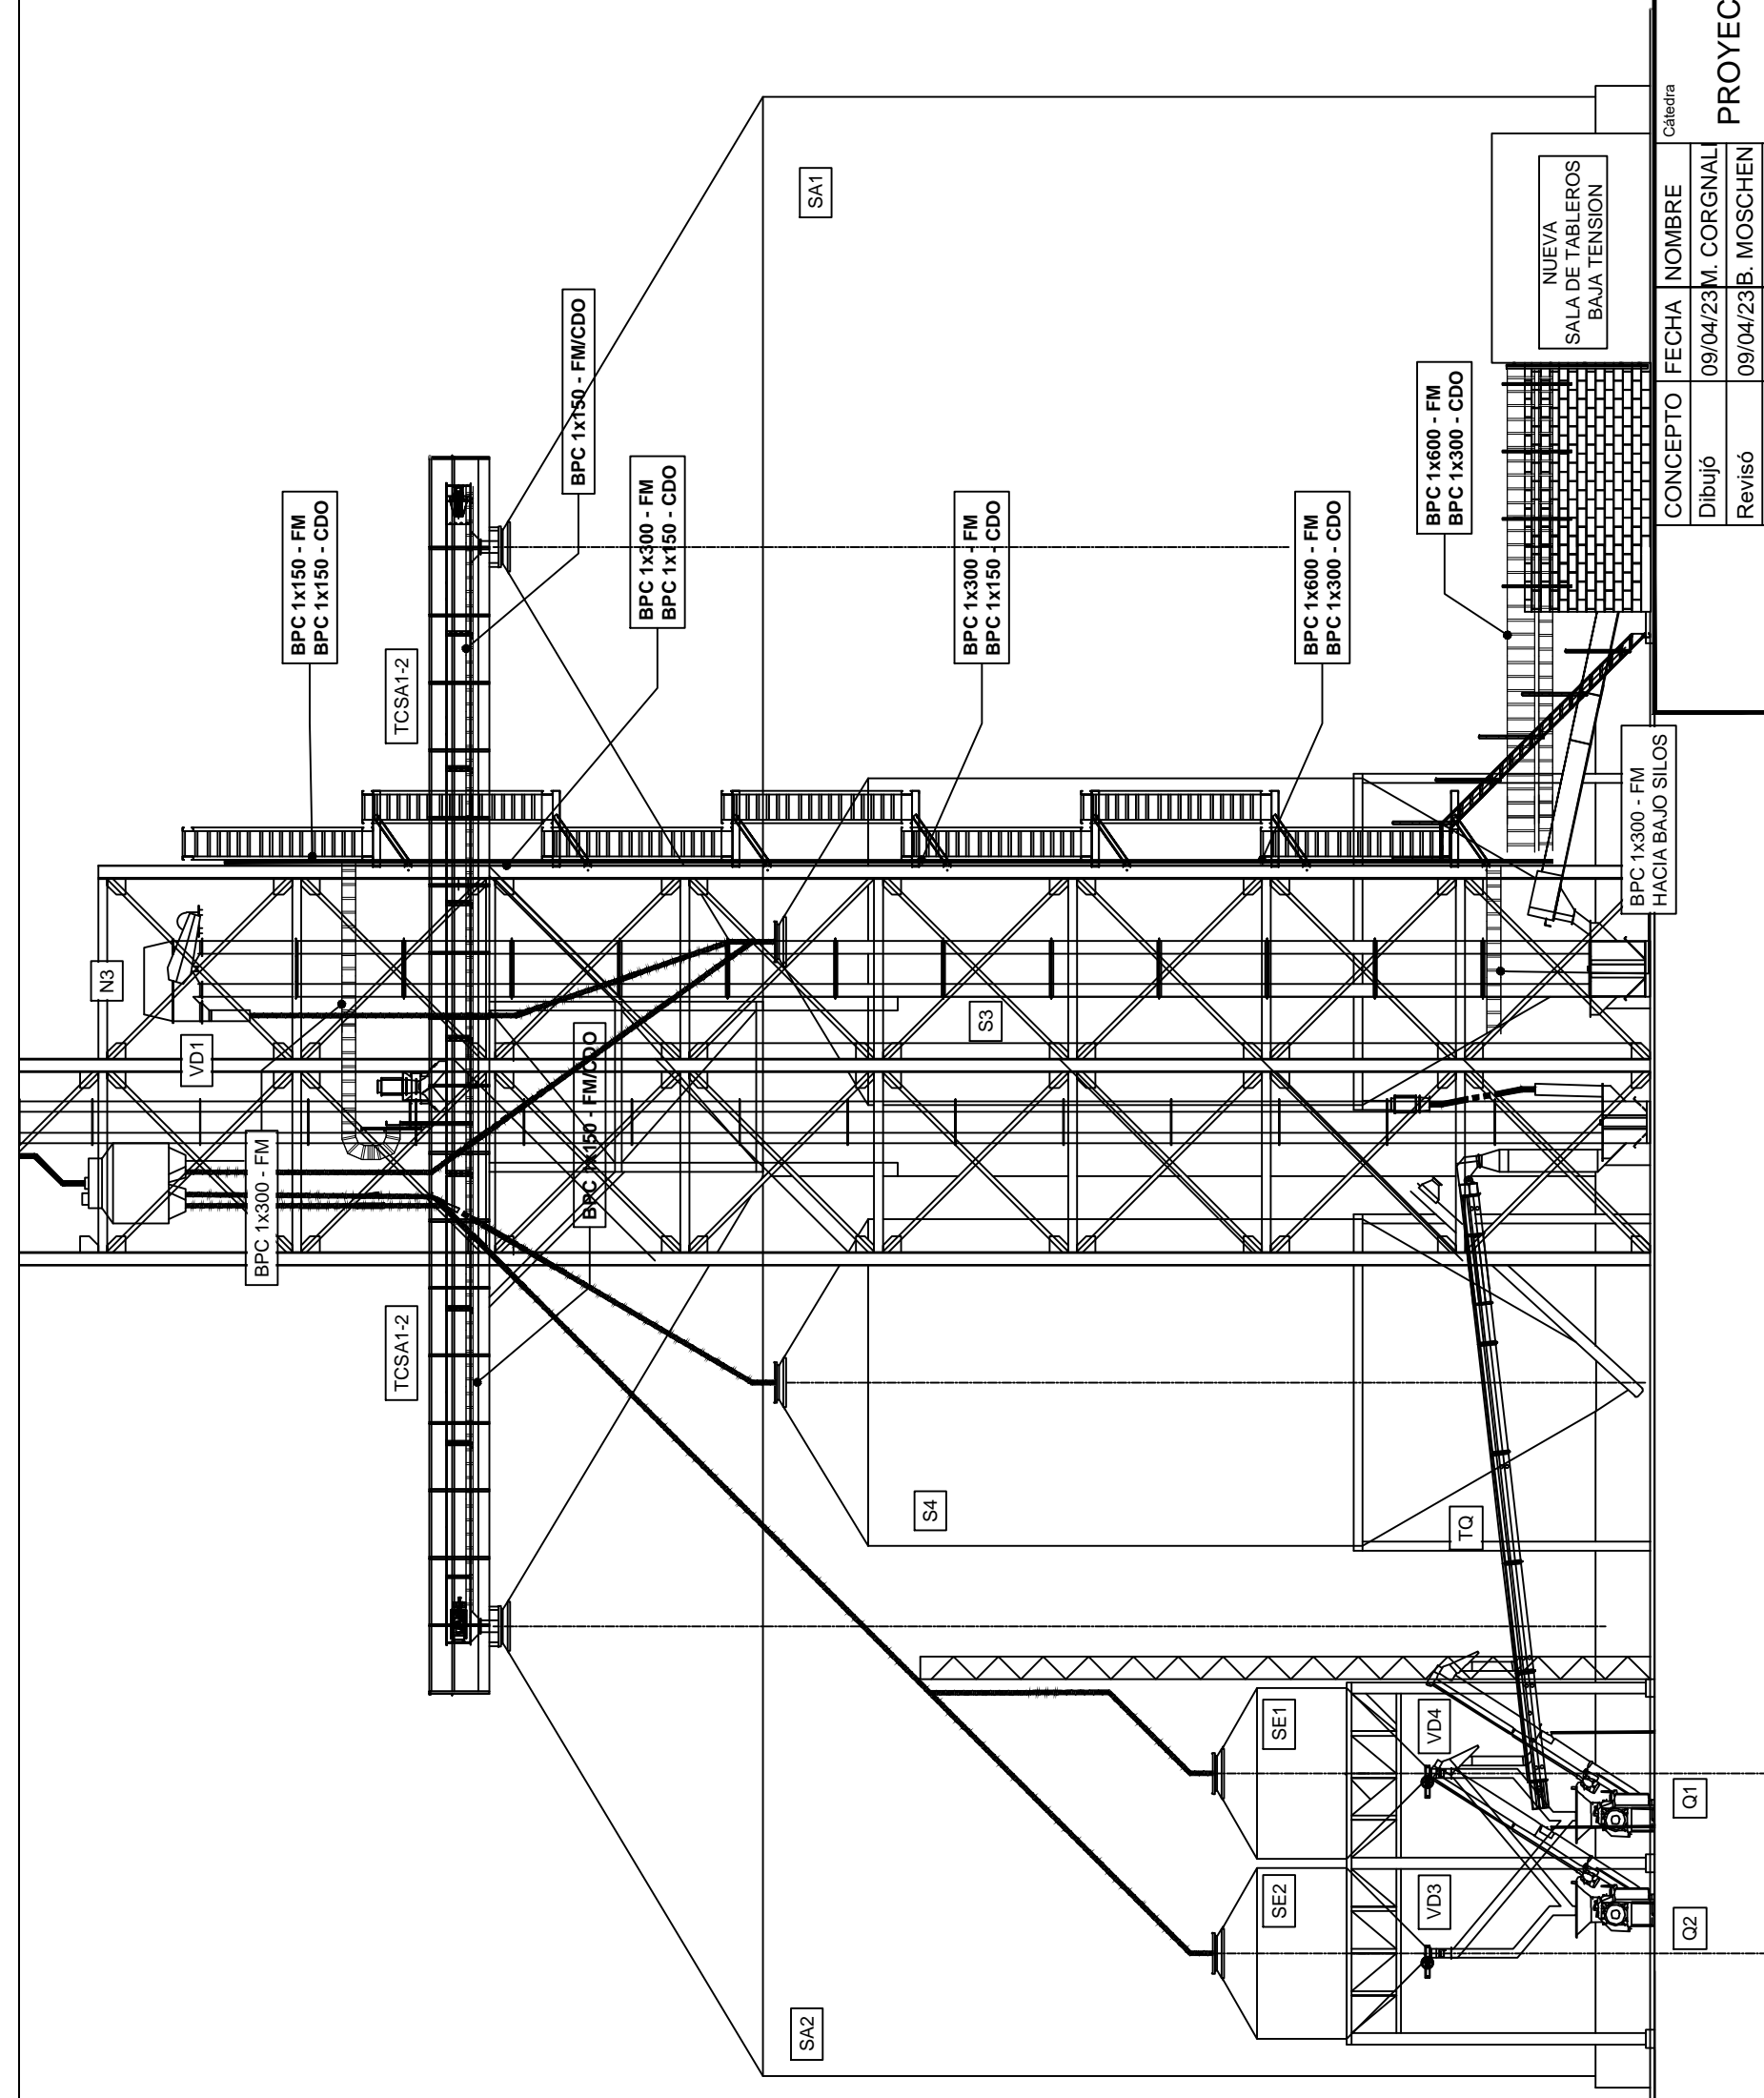 N3
VD1
BPC 1x300 - FM
BPC 1x150 - FM
BPC 1x150 - CDO
TCSA1-2
TCSA1-2
BPC 1x150 - FM/CDO
BPC 1x150 - FM/CDO
BPC 1x300 - FM
BPC 1x150 - CDO
SA2
SA1
S4
S3
BPC 1x300 - FM
BPC 1x150 - CDO
SE2
SE1
BPC 1x600 - FM
BPC 1x300 - CDO
VD3
VD4
BPC 1x600 - FM
BPC 1x300 - CDO
TQ
NUEVA
SALA DE TABLEROS
BAJA TENSION
BPC 1x300 - FM
HACIA BAJO SILOS
Q2
Q1
CONCEPTO FECHA NOMBRE Cátedra
Dibujó 09/04/23 M. CORGNALI
PROYEC
Revisó 09/04/23 B. MOSCHEN